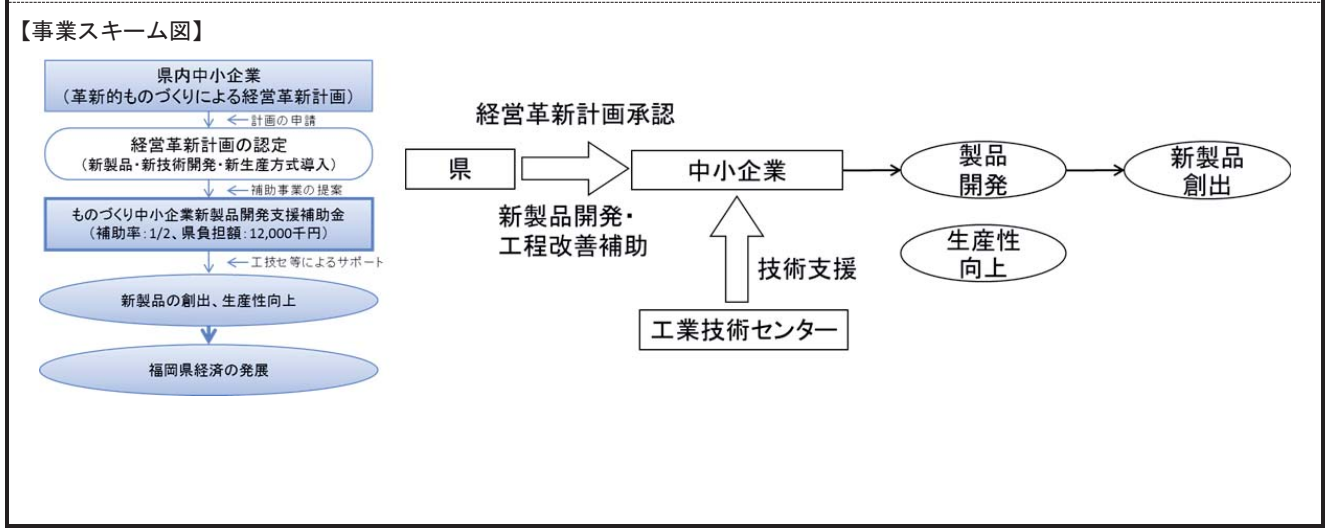 【事業スキーム図】
県内中小企業
（革新的ものづくりによる経営革新計画）
←計画の申請
経営革新計画の認定
（新製品・新技術開発・新生産方式導入）
←補助事業の提案
ものづくり中小企業新製品開発支援補助金
（補助率：1/2、県負担額：12,000千円）
←工技セ等によるサポート
新製品の創出、生産性向上
福岡県経済の発展
経営革新計画承認
県
新製品開発・
工程改善補助
中小企業
技術支援
工業技術センター
製品
開発
生産性
向上
新製品
創出